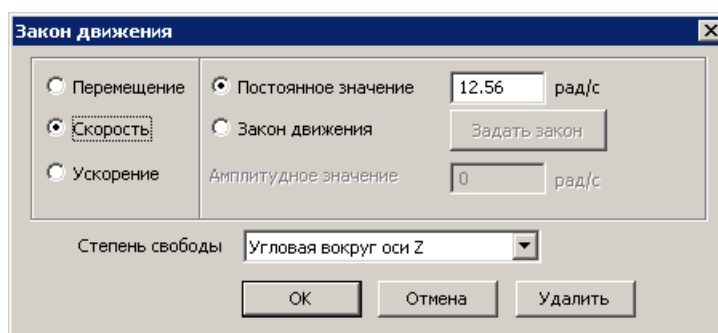 Закон движения
Перемещение Постоянное значение 12.56 рад/с
Скорость Закон движения Задать закон
Ускорение Амплитудное значение 0 рад/с
Степень свободы Угловая вокруг оси Z
OK Отмена Удалить